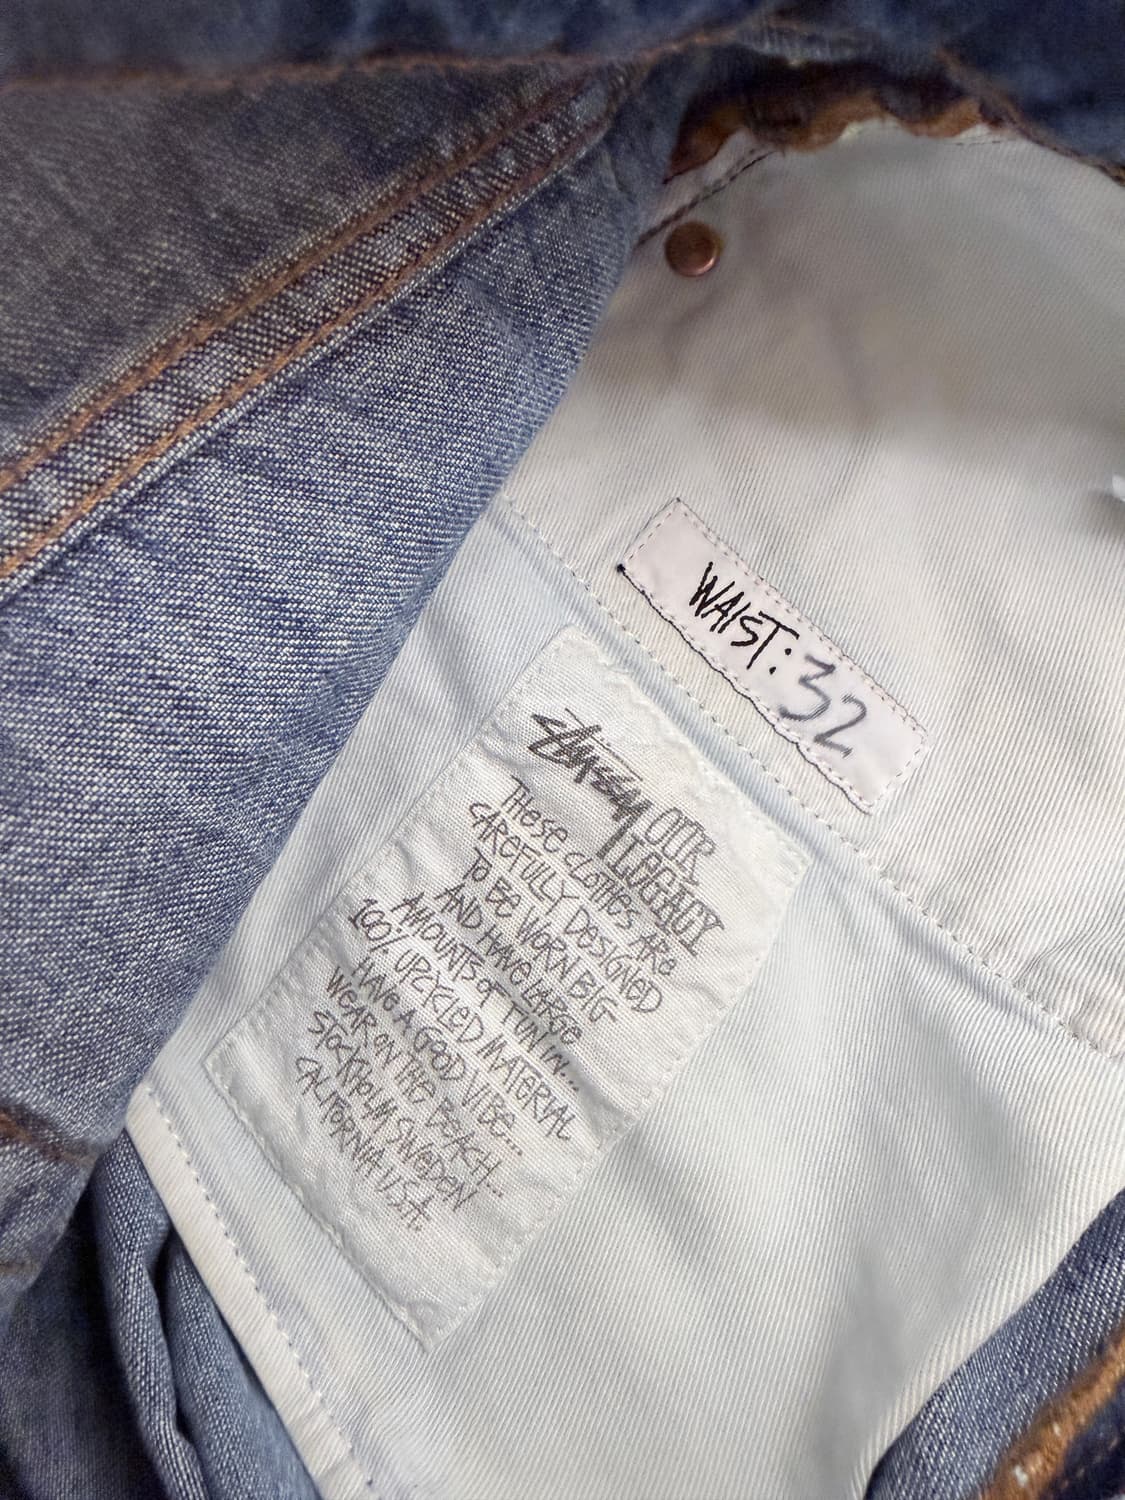 WAIST: 32
Stüssy OUR LEGACY
THESE CLOTHES ARE
CAREFULLY DESIGNED
TO BE WORN BIG
AND HAVE LARGE
AMOUNTS OF FUN IN...
100% UPCYCLED MATERIAL
HAVE A GOOD VIBE...
WEAR ON THE BEACH...
STOCKHOLM SWEDEN
CALIFORNIA U.S.A.